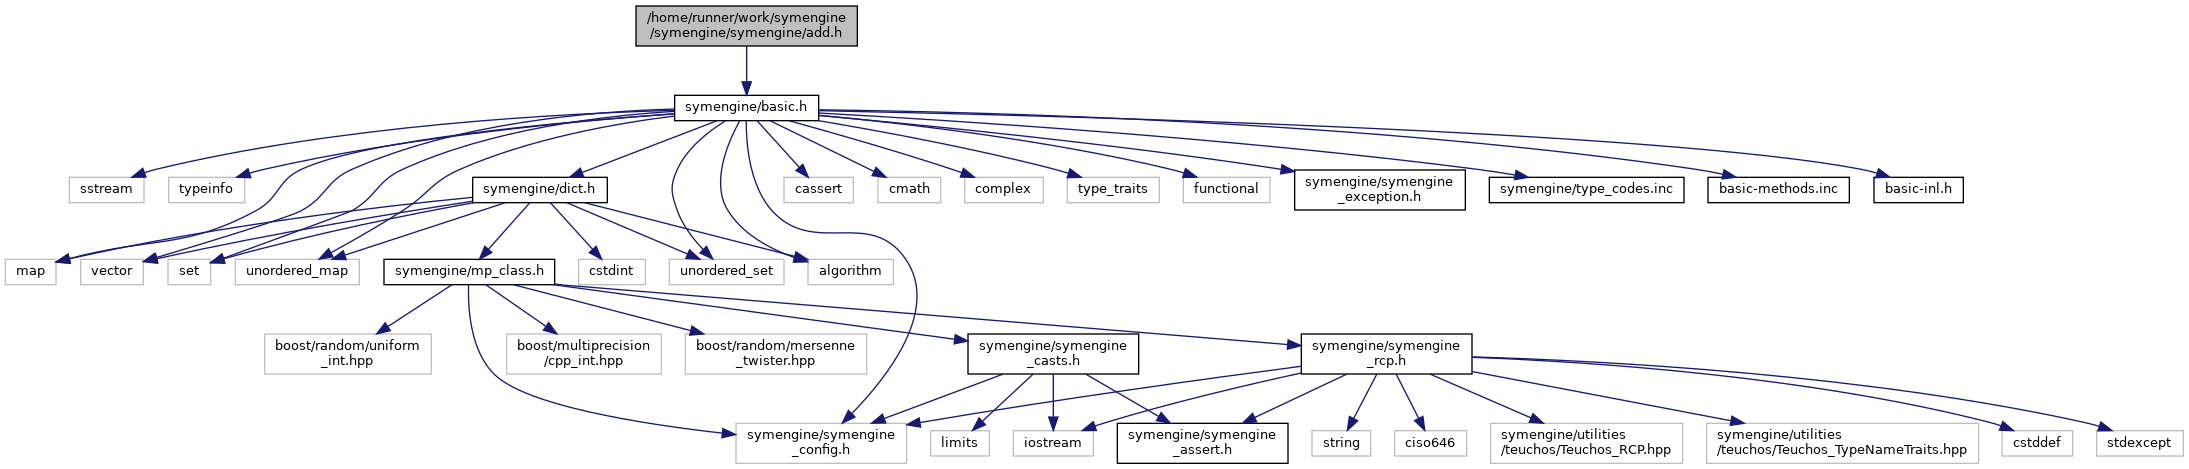 /home/runner/work/symengine
/symengine/symengine/add.h
symengine/basic.h
sstream
typeinfo
symengine/dict.h
cassert
cmath
complex
type_traits
functional
symengine/symengine
_exception.h
symengine/type_codes.inc
basic-methods.inc
basic-inl.h
map
vector
set
unordered_map
symengine/mp_class.h
cstdint
unordered_set
algorithm
boost/random/uniform
_int.hpp
boost/multiprecision
/cpp_int.hpp
boost/random/mersenne
_twister.hpp
symengine/symengine
_casts.h
symengine/symengine
_rcp.h
symengine/symengine
_config.h
limits
iostream
symengine/symengine
_assert.h
string
ciso646
symengine/utilities
/teuchos/Teuchos_RCP.hpp
symengine/utilities
/teuchos/Teuchos_TypeNameTraits.hpp
cstddef
stdexcept